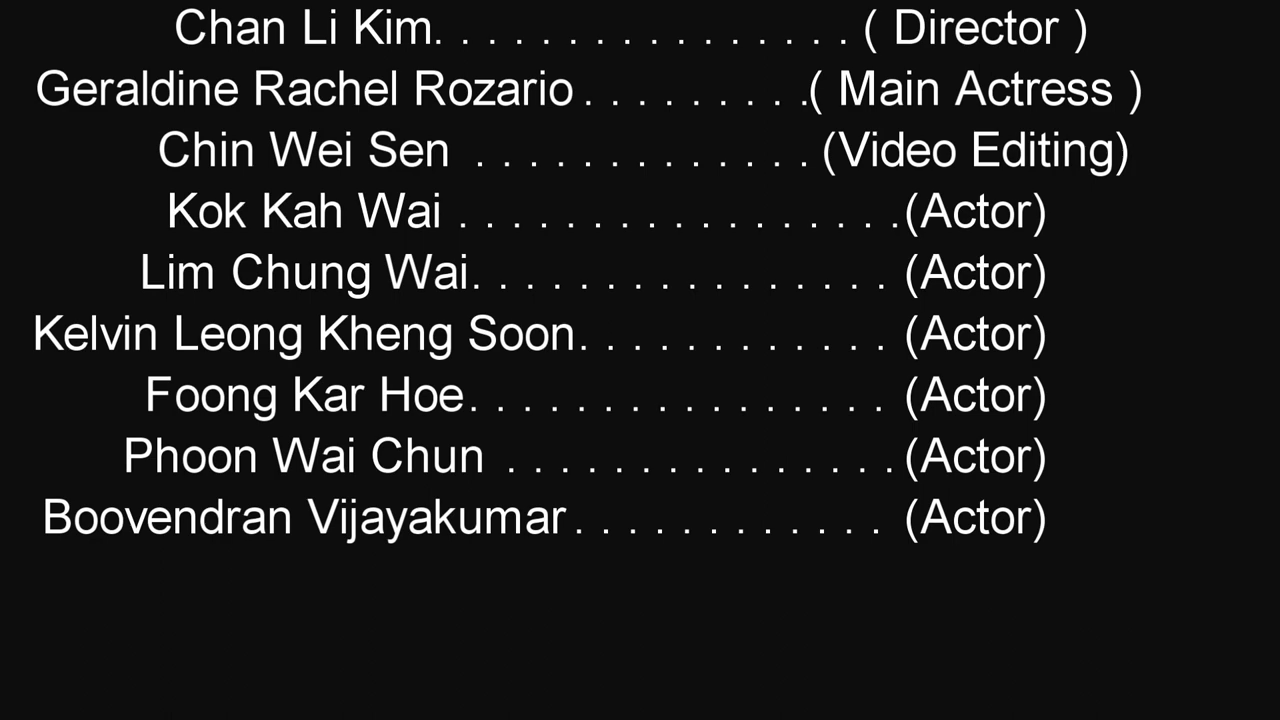 Chan Li Kim. . . . . . . . . . . . . . . . ( Director )
Geraldine Rachel Rozario . . . . . . . . .( Main Actress )
Chin Wei Sen . . . . . . . . . . . . . (Video Editing)
Kok Kah Wai . . . . . . . . . . . . . . . . .(Actor)
Lim Chung Wai. . . . . . . . . . . . . . . . (Actor)
Kelvin Leong Kheng Soon. . . . . . . . . . . . (Actor)
Foong Kar Hoe. . . . . . . . . . . . . . . . (Actor)
Phoon Wai Chun . . . . . . . . . . . . . . .(Actor)
Boovendran Vijayakumar. . . . . . . . . . . . (Actor)